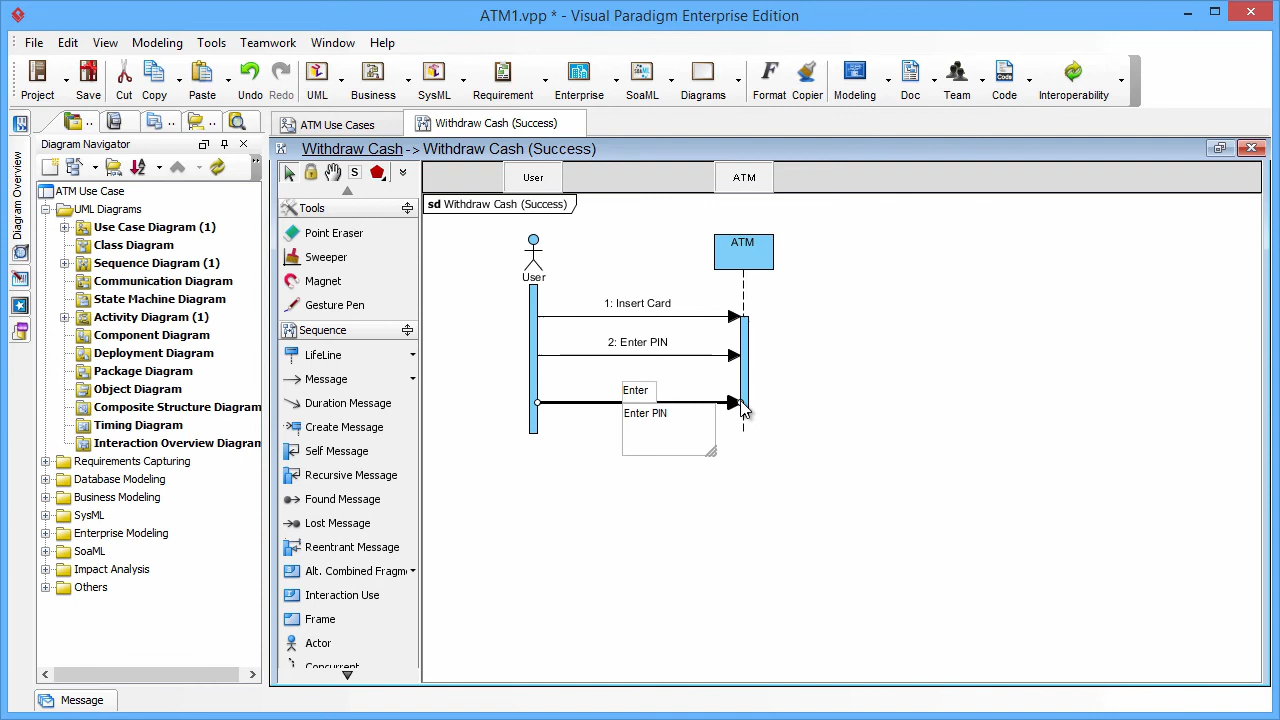 ATM1.vpp * - Visual Paradigm Enterprise Edition
File Edit View Modeling Tools Teamwork Window Help
Project Save Cut Copy Paste Undo Redo UML Business SysML Requirement Enterprise SoaML Diagrams Format Copier Modeling Doc Team Code Interoperability
ATM Use Cases
Withdraw Cash (Success)
Diagram Navigator
Withdraw Cash -> Withdraw Cash (Success)
Diagram Overview
ATM Use Case
UML Diagrams
Use Case Diagram (1)
Class Diagram
Sequence Diagram (1)
Communication Diagram
State Machine Diagram
Activity Diagram (1)
Component Diagram
Deployment Diagram
Package Diagram
Object Diagram
Composite Structure Diagram
Timing Diagram
Interaction Overview Diagran
Requirements Capturing
Database Modeling
Business Modeling
SysML
Enterprise Modeling
SoaML
Impact Analysis
Others
Tools
Point Eraser
Sweeper
Magnet
Gesture Pen
Sequence
LifeLine
Message
Duration Message
Create Message
Self Message
Recursive Message
Found Message
Lost Message
Reentrant Message
Alt. Combined Fragm
Interaction Use
Frame
Actor
Concurrent
User
ATM
sd Withdraw Cash (Success)
ATM
User
1: Insert Card
2: Enter PIN
Enter
Enter PIN
Message